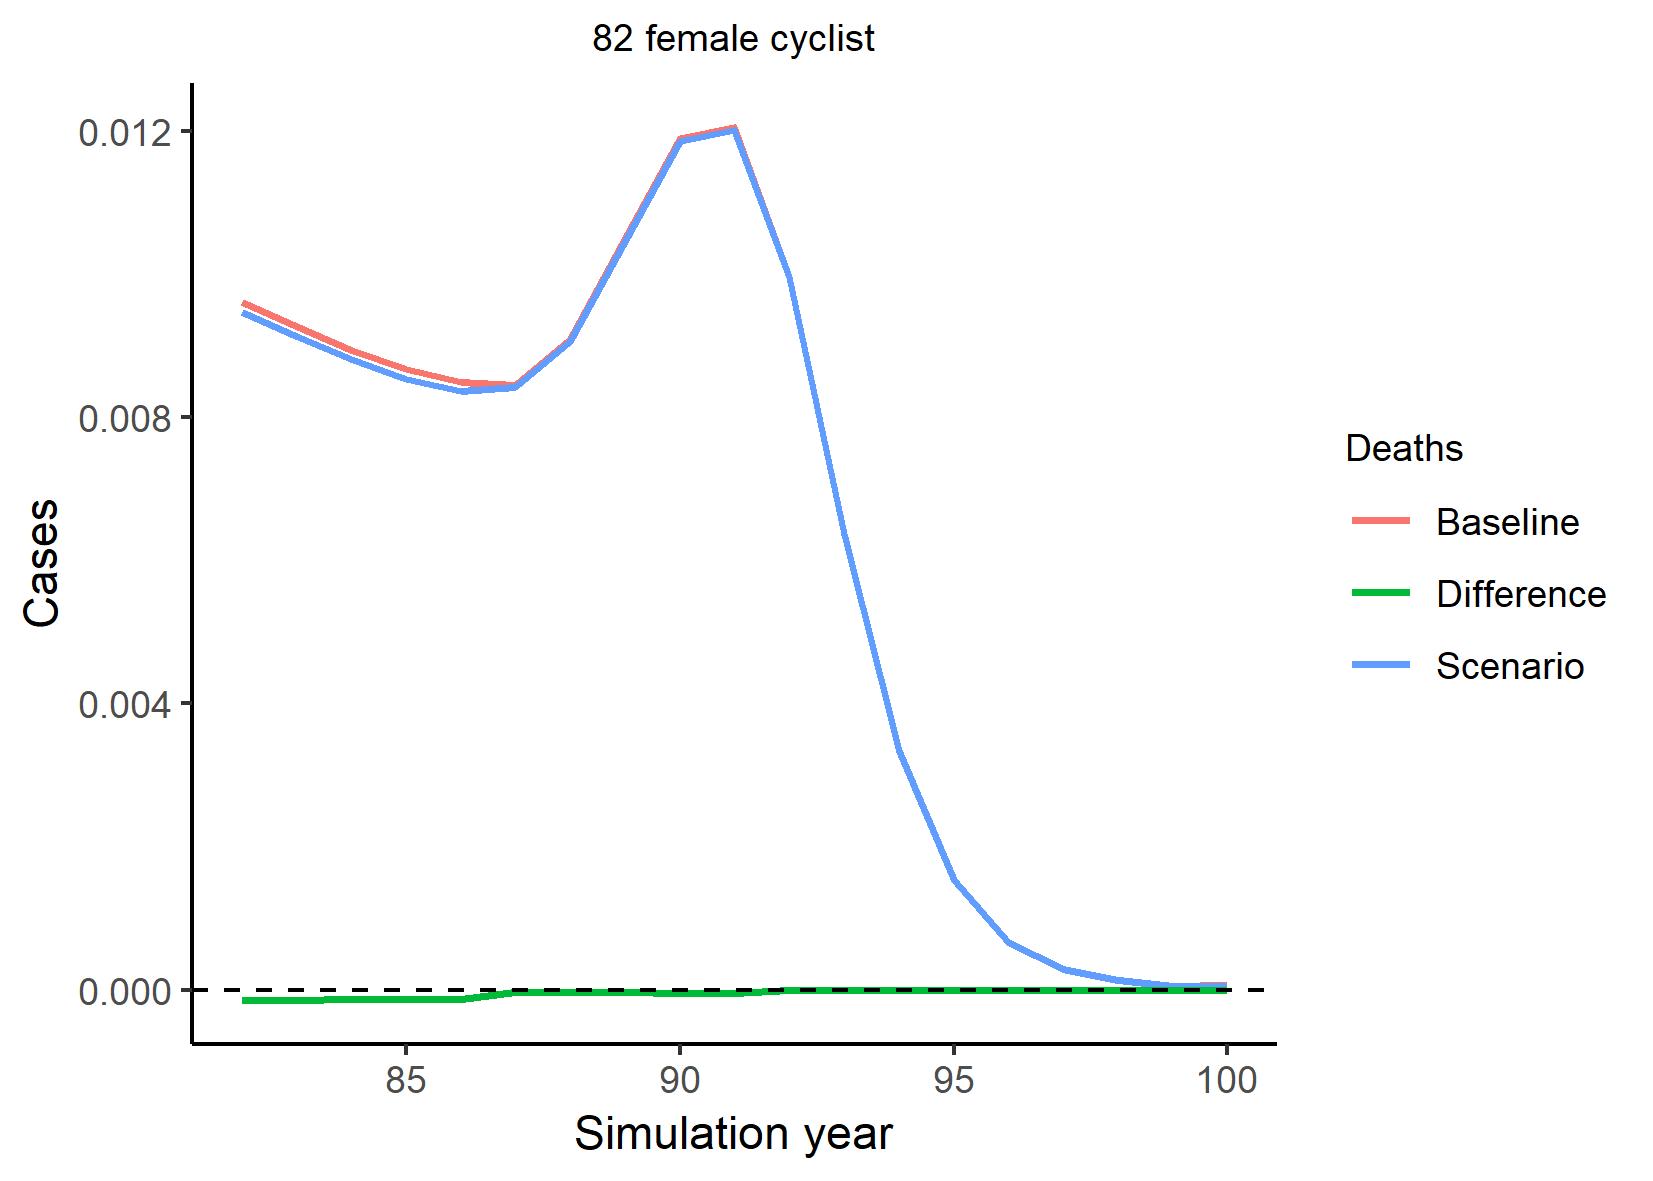 82 female cyclist
0.012
0.008
0.004
0.000
Cases
85 90 95 100
Simulation year
Deaths
Baseline
Difference
Scenario